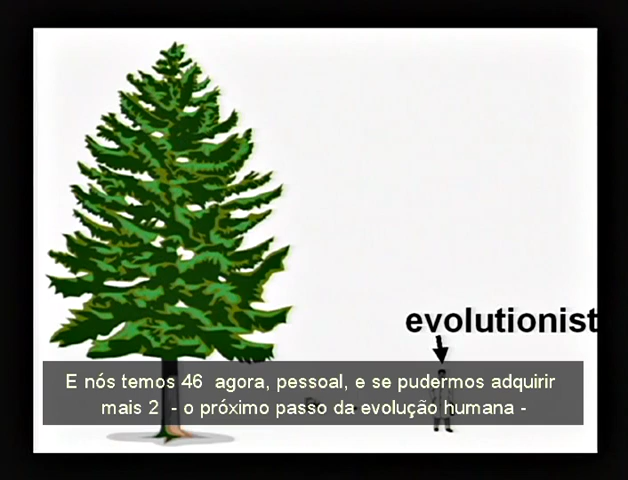 evolutionist
E nós temos 46 agora, pessoal, e se pudermos adquirir
mais 2 - o próximo passo da evolução humana -